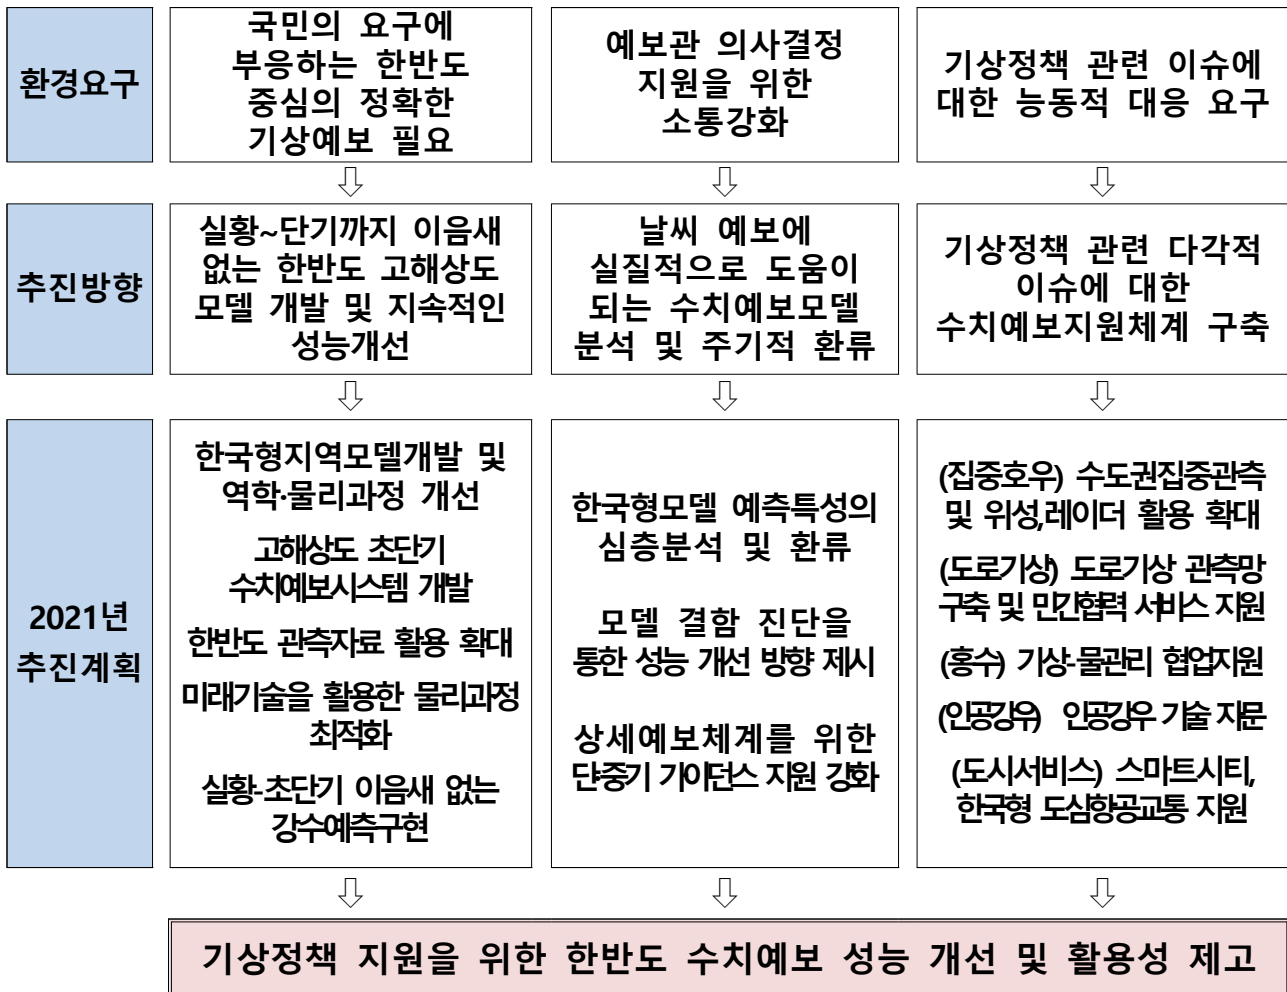 환경요구
국민의 요구에
부응하는 한반도
중심의 정확한
기상예보 필요
예보관 의사결정
지원을 위한
소통강화
기상정책 관련 이슈에
대한 능동적 대응 요구
추진방향
실황~단기까지 이음새
없는 한반도 고해상도
모델 개발 및 지속적인
성능개선
날씨 예보에
실질적으로 도움이
되는 수치예보모델
분석 및 주기적 환류
기상정책 관련 다각적
이슈에 대한
수치예보지원체계 구축
2021년
추진계획
한국형지역모델개발 및
역학·물리과정 개선
고해상도 초단기
수치예보시스템 개발
한반도 관측자료 활용 확대
미래기술을 활용한 물리과정
최적화
실황-초단기 이음새 없는
강수예측구현
한국형모델 예측특성의
심층분석 및 환류
모델 결함 진단을
통한 성능 개선 방향 제시
상세예보체계를 위한
단·중기 가이던스 지원 강화
(집중호우) 수도권집중관측
및 위성,레이더 활용 확대
(도로기상) 도로기상 관측망
구축 및 민간협력 서비스 지원
(홍수) 기상-물관리 협업지원
(인공강우) 인공강우 기술 자문
(도시서비스) 스마트시티,
한국형 도심항공교통 지원
기상정책 지원을 위한 한반도 수치예보 성능 개선 및 활용성 제고